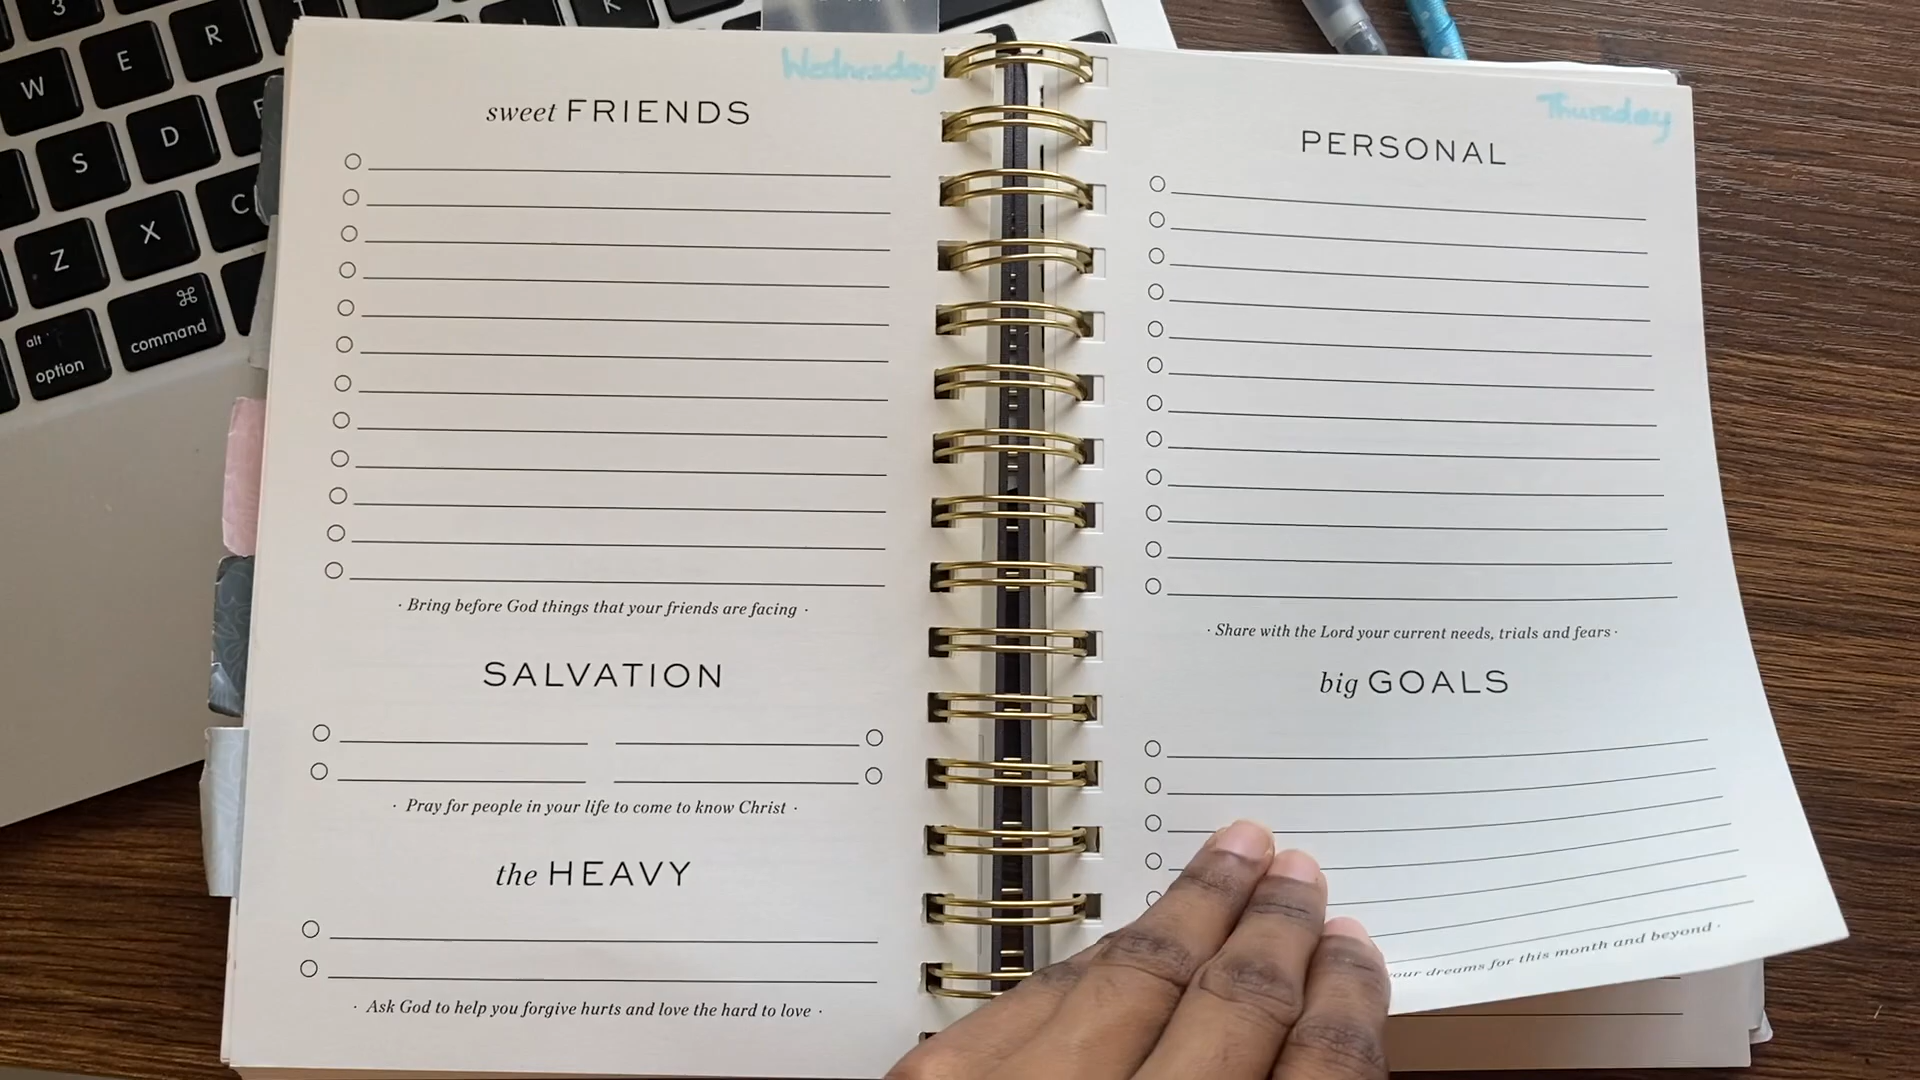 3
W
E
R
K
S
D
F
Z
X
C
alt
option
⌘
command
Wednesday
sweet FRIENDS
· Bring before God things that your friends are facing ·
SALVATION
· Pray for people in your life to come to know Christ ·
the HEAVY
· Ask God to help you forgive hurts and love the hard to love ·
Thursday
PERSONAL
· Share with the Lord your current needs, trials and fears ·
big GOALS
your dreams for this month and beyond ·